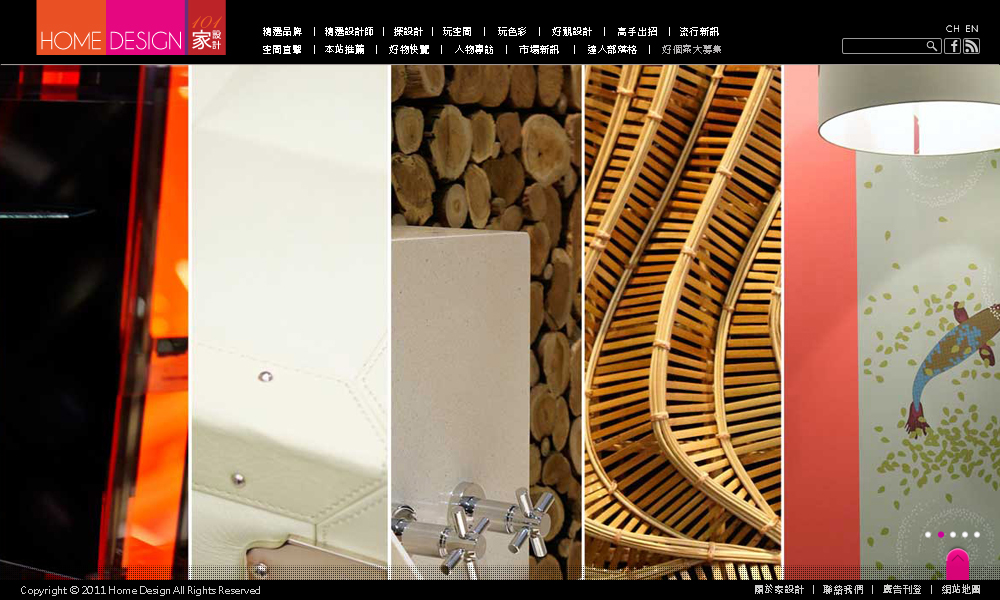 HOME DESIGN 101 家設計
精選品牌 | 精選設計師 | 採設計 | 玩空間 | 玩色彩 | 好覬設計 | 高手出招 | 流行新訊
空間直擊 | 本站推薦 | 好物快覽 | 人物專訪 | 市場新訊 | 達人部落格 | 好個案大募集
CH EN
Copyright © 2011 Home Design All Rights Reserved
關於家設計 | 聯絡我們 | 廣告刊登 | 網站地圖